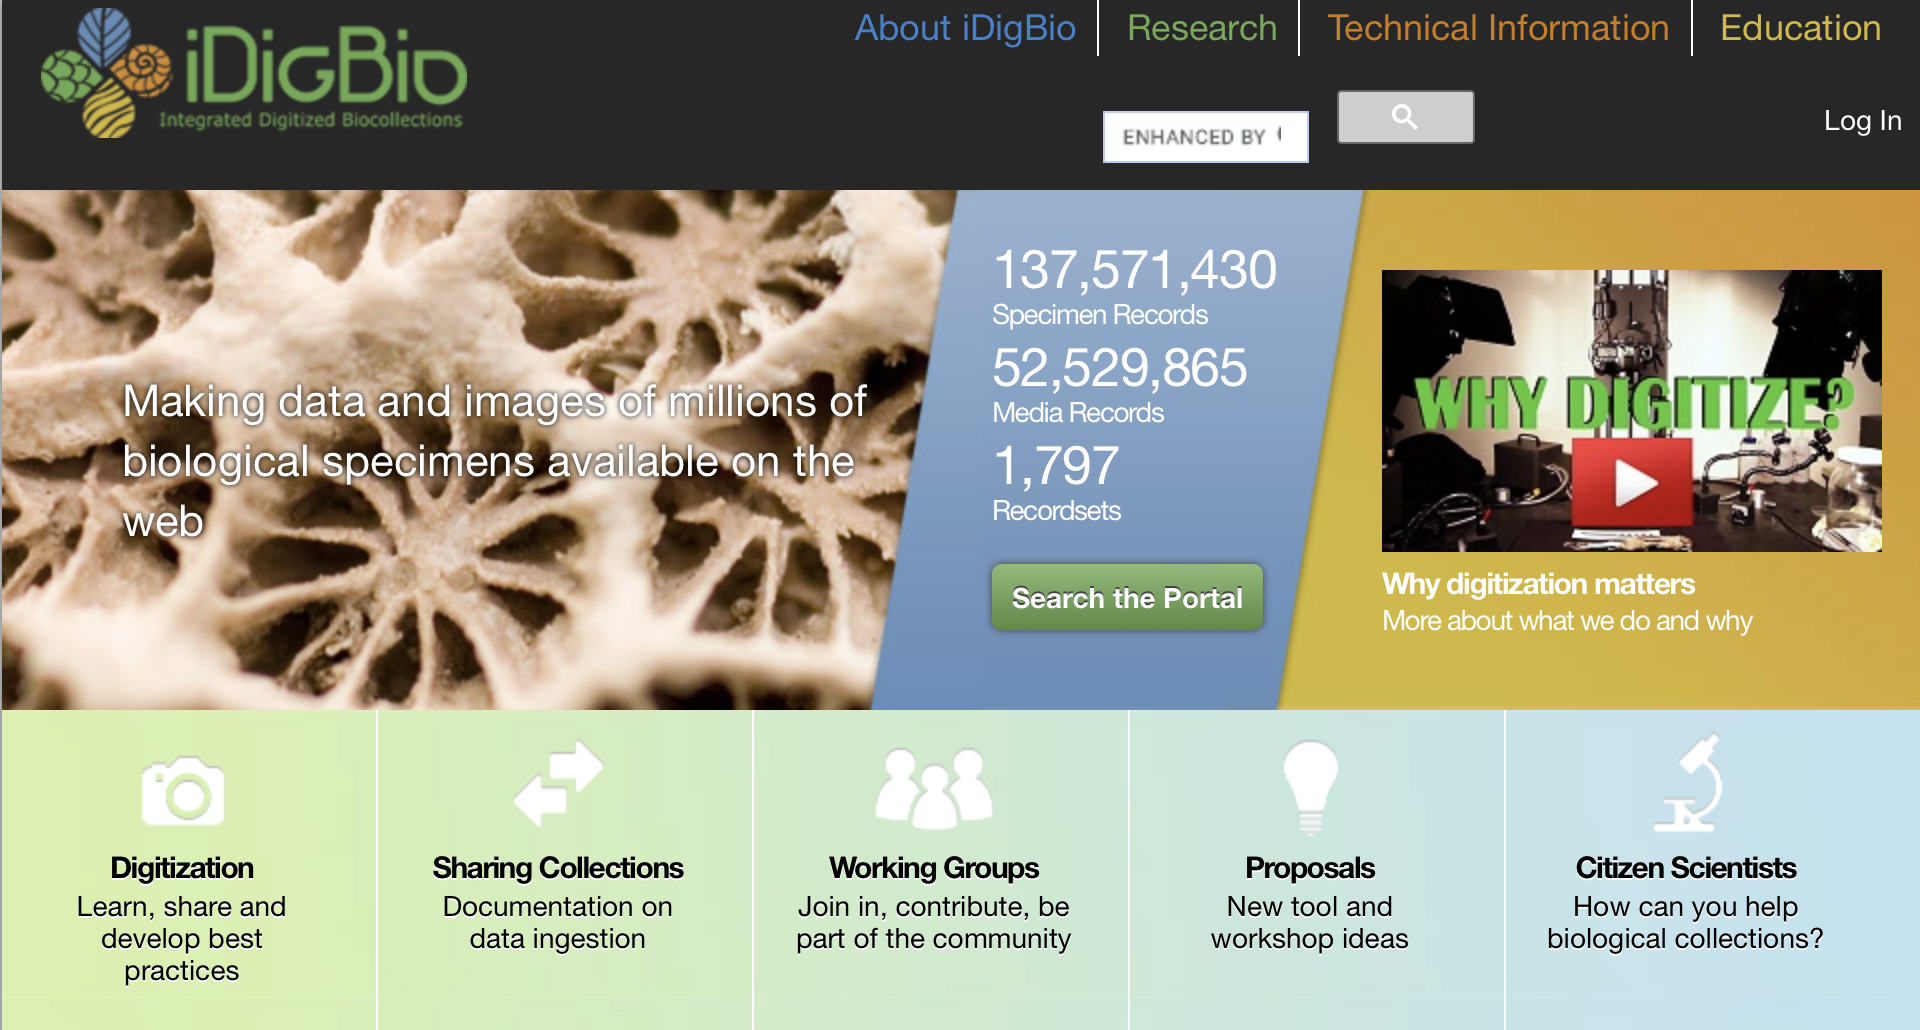 iDigBio
Integrated Digitized Biocollections
About iDigBio
Research
Technical Information
Education
ENHANCED BY
Log In
Making data and images of millions of
biological specimens available on the
web
137,571,430
Specimen Records
52,529,865
Media Records
1,797
Recordsets
Search the Portal
WHY DIGITIZE?
Why digitization matters
More about what we do and why
Digitization
Learn, share and
develop best
practices
Sharing Collections
Documentation on
data ingestion
Working Groups
Join in, contribute, be
part of the community
Proposals
New tool and
workshop ideas
Citizen Scientists
How can you help
biological collections?